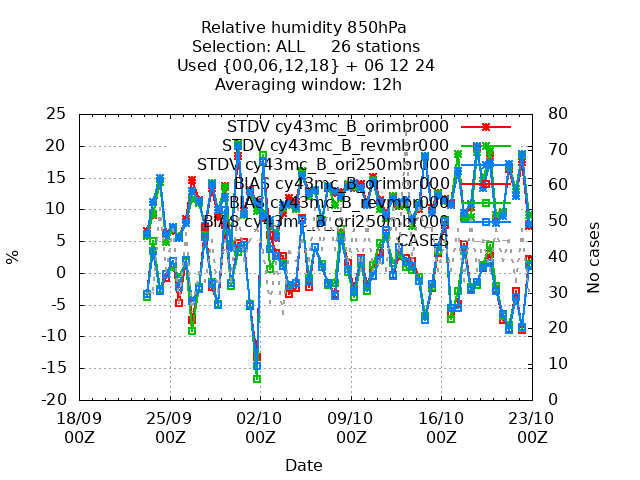 Relative humidity 850hPa
Selection: ALL 26 stations
Used {00,06,12,18} + 06 12 24
Averaging window: 12h
25
20
15
10
5
0
-5
-10
-15
-20
%
80
70
60
50
40
30
20
10
0
No cases
STDV cy43mc_B_orimbr000
STDV cy43mc_B_revmbr000
STDV cy43mc_B_ori250mbr000
BIAS cy43mc_B_orimbr000
BIAS cy43mc_B_revmbr000
BIAS cy43mc_B_ori250mbr000
CASES
18/09 25/09 02/10 09/10 16/10 23/10
00Z 00Z 00Z 00Z 00Z 00Z
Date